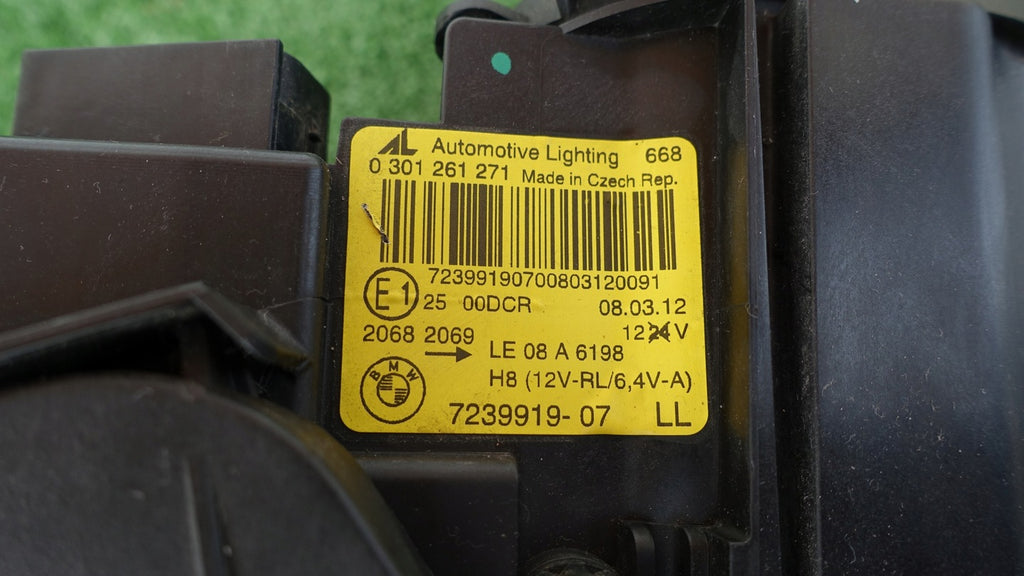 AL Automotive Lighting 668
0 301 261 271 Made in Czech Rep.
72399190700803120091
E1 25 00DCR 08.03.12
2068 2069 12 24 V
LE 08 A 6198
BMW H8 (12V-RL/6,4V-A)
7239919- 07 LL